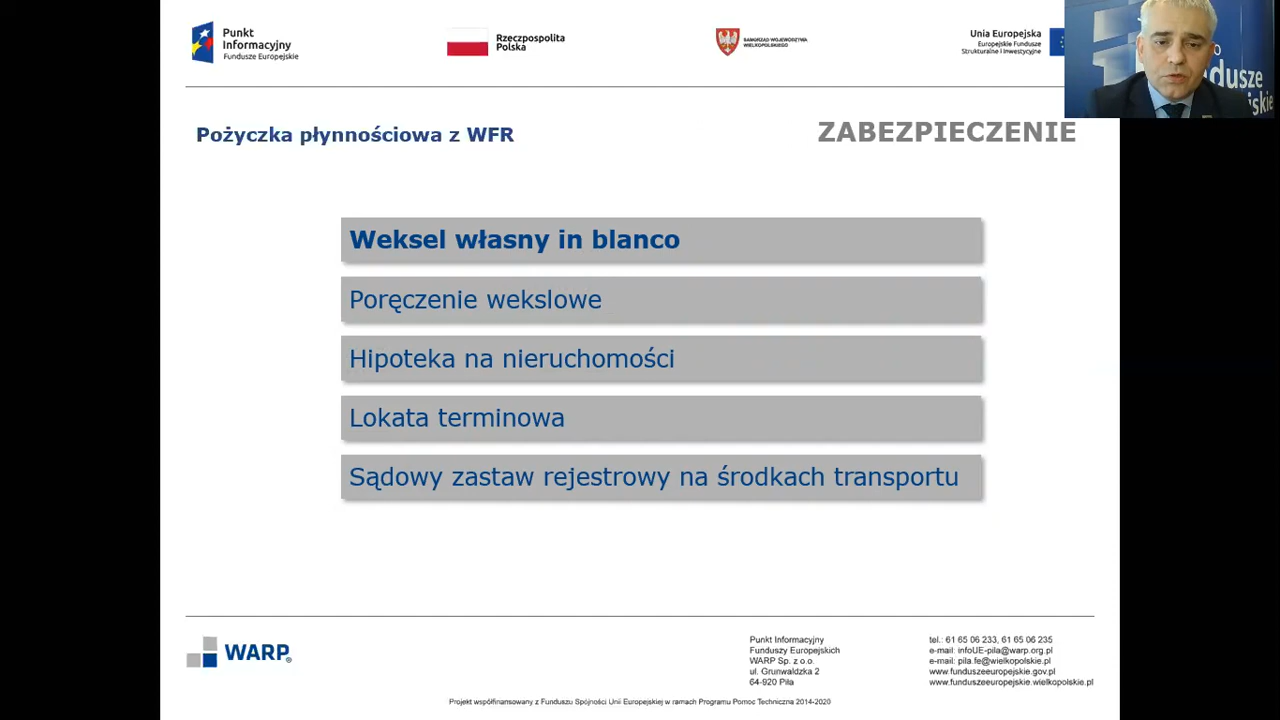 Punkt
Informacyjny
Fundusze Europejskie
Rzeczpospolita
Polska
SAMORZĄD WOJEWÓDZTWA
WIELKOPOLSKIEGO
Unia Europejska
Europejskie Fundusze
Strukturalne i Inwestycyjne
Pożyczka płynnościowa z WFR
ZABEZPIECZENIE
Weksel własny in blanco
Poręczenie wekslowe
Hipoteka na nieruchomości
Lokata terminowa
Sądowy zastaw rejestrowy na środkach transportu
WARP
Punkt Informacyjny
Funduszy Europejskich
WARP Sp. z o.o.
ul. Grunwaldzka 2
64-920 Piła
tel.: 61 65 06 233, 61 65 06 235
e-mail: infoUE-pila@warp.org.pl
e-mail: pila.fe@wielkopolskie.pl
www.funduszeeuropejskie.gov.pl
www.funduszeeuropejskie.wielkopolskie.pl
Projekt współfinansowany z Funduszu Spójności Unii Europejskiej w ramach Programu Pomoc Techniczna 2014-2020